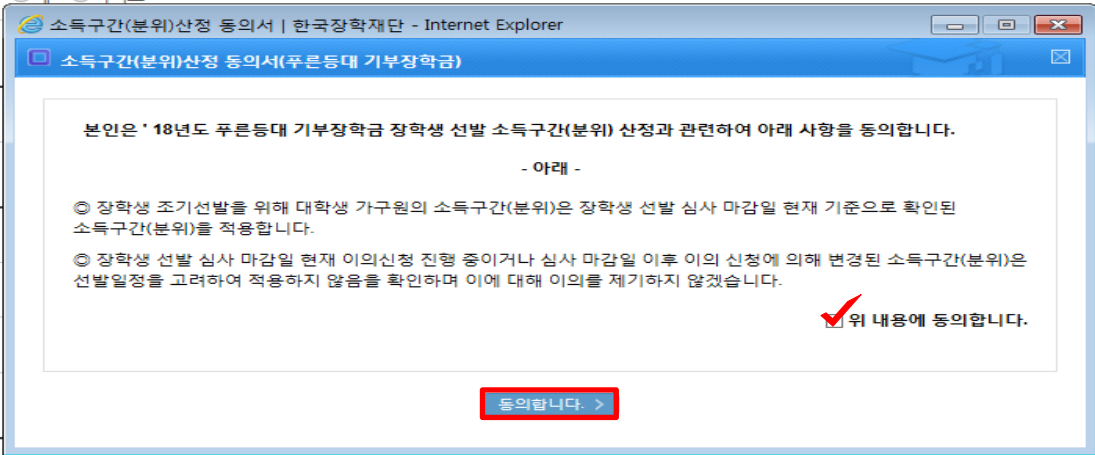 소득구간(분위)산정 동의서 | 한국장학재단 - Internet Explorer
소득구간(분위)산정 동의서(푸른등대 기부장학금)
본인은 ' 18년도 푸른등대 기부장학금 장학생 선발 소득구간(분위) 산정과 관련하여 아래 사항을 동의합니다.
- 아래 -
◎ 장학생 조기선발을 위해 대학생 가구원의 소득구간(분위)은 장학생 선발 심사 마감일 현재 기준으로 확인된
소득구간(분위)을 적용합니다.
◎ 장학생 선발 심사 마감일 현재 이의신청 진행 중이거나 심사 마감일 이후 이의 신청에 의해 변경된 소득구간(분위)은
선발일정을 고려하여 적용하지 않음을 확인하며 이에 대해 이의를 제기하지 않겠습니다.
위 내용에 동의합니다.
동의합니다. >